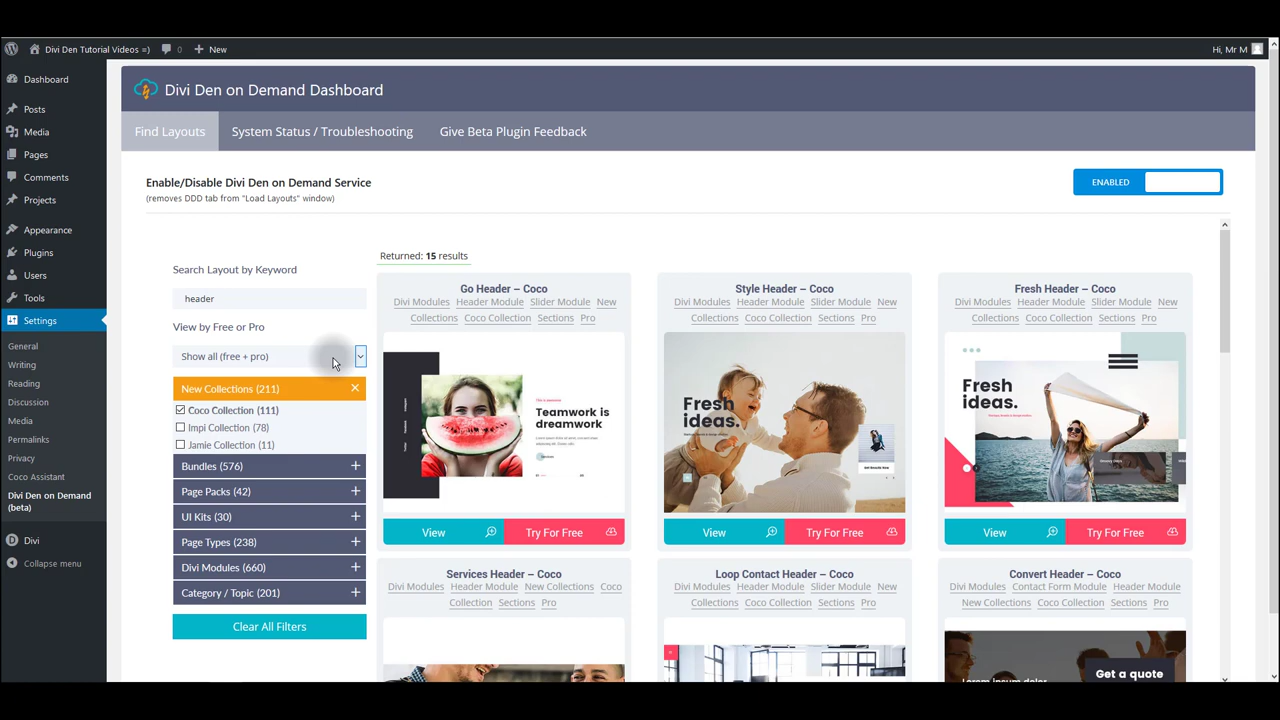 Divi Den Tutorial Videos =) 0 New Hi, Mr M
Dashboard
Posts
Media
Pages
Comments
Projects
Appearance
Plugins
Users
Tools
Settings
General
Writing
Reading
Discussion
Media
Permalinks
Privacy
Coco Assistant
Divi Den on Demand
(beta)
Divi
Collapse menu
Divi Den on Demand Dashboard
Find Layouts System Status / Troubleshooting Give Beta Plugin Feedback
Enable/Disable Divi Den on Demand Service
(removes DDD tab from "Load Layouts" window)
ENABLED
Search Layout by Keyword
header
View by Free or Pro
Show all (free + pro)
New Collections (211)
Coco Collection (111)
Impi Collection (78)
Jamie Collection (11)
Bundles (576)
Page Packs (42)
UI Kits (30)
Page Types (238)
Divi Modules (660)
Category / Topic (201)
Clear All Filters
Returned: 15 results
Go Header – Coco
Divi Modules Header Module Slider Module New
Collections Coco Collection Sections Pro
Teamwork is
dreamwork
View Try For Free
Style Header – Coco
Divi Modules Header Module Slider Module New
Collections Coco Collection Sections Pro
Fresh
ideas.
View Try For Free
Fresh Header – Coco
Divi Modules Header Module Slider Module New
Collections Coco Collection Sections Pro
Fresh
ideas.
View Try For Free
Services Header – Coco
Divi Modules Header Module New Collections Coco
Collection Sections Pro
Loop Contact Header – Coco
Divi Modules Header Module Slider Module New
Collections Coco Collection Sections Pro
Convert Header – Coco
Divi Modules Contact Form Module Header Module
New Collections Coco Collection Sections Pro
Get a quote